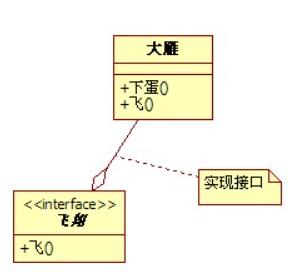 大雁
+下蛋()
+飞()
实现接口
<<interface>>
飞翔
+飞()